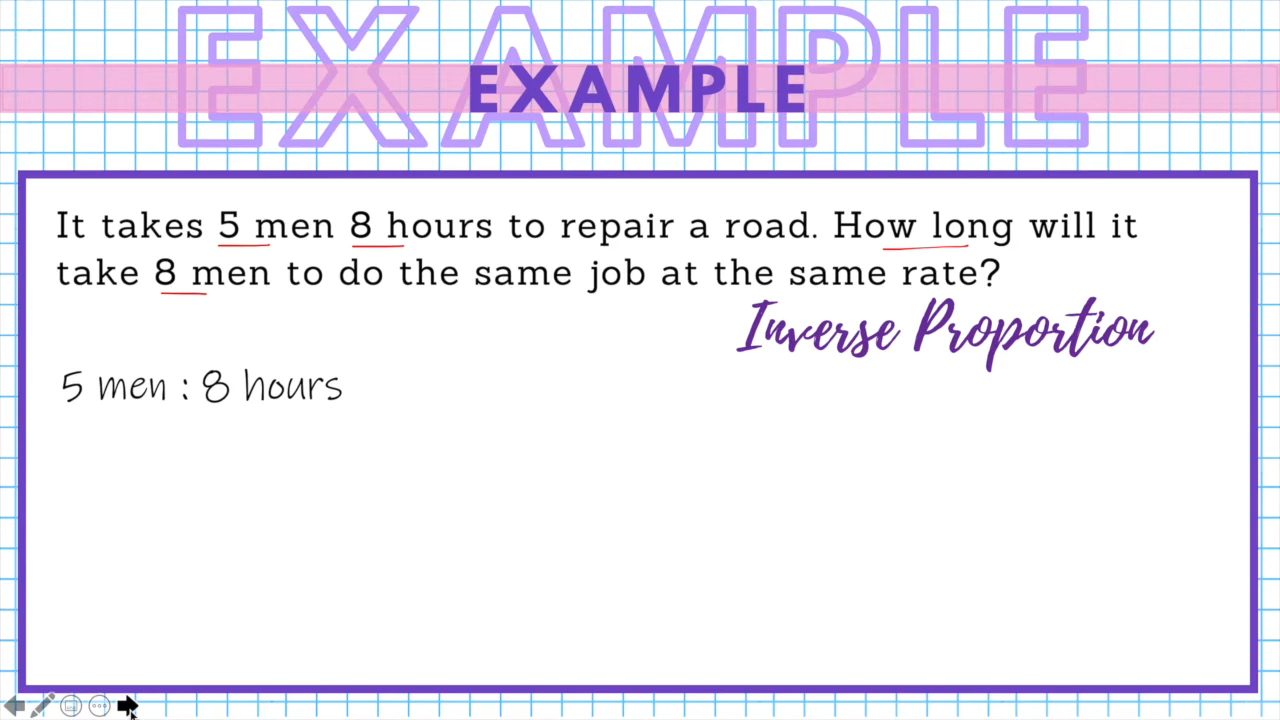 EXAMPLE
EXAMPLE
It takes 5 men 8 hours to repair a road. How long will it
take 8 men to do the same job at the same rate?
Inverse Proportion
5 men : 8 hours